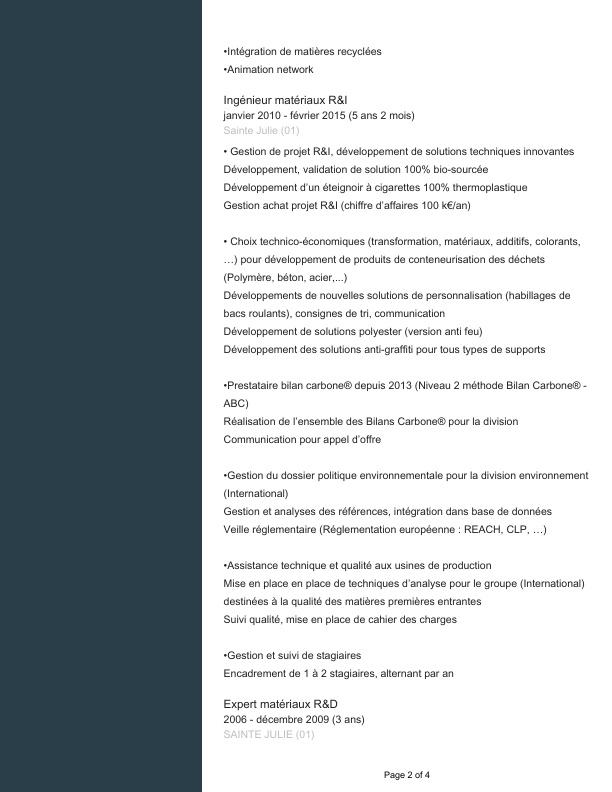 •Intégration de matières recyclées
•Animation network
Ingénieur matériaux R&I
janvier 2010 - février 2015 (5 ans 2 mois)
Sainte Julie (01)
• Gestion de projet R&I, développement de solutions techniques innovantes
Développement, validation de solution 100% bio-sourcée
Développement d'un éteignoir à cigarettes 100% thermoplastique
Gestion achat projet R&I (chiffre d'affaires 100 k€/an)
• Choix technico-économiques (transformation, matériaux, additifs, colorants,
…) pour développement de produits de conteneurisation des déchets
(Polymère, béton, acier,...)
Développements de nouvelles solutions de personnalisation (habillages de
bacs roulants), consignes de tri, communication
Développement de solutions polyester (version anti feu)
Développement des solutions anti-graffiti pour tous types de supports
•Prestataire bilan carbone® depuis 2013 (Niveau 2 méthode Bilan Carbone® -
ABC)
Réalisation de l'ensemble des Bilans Carbone® pour la division
Communication pour appel d'offre
•Gestion du dossier politique environnementale pour la division environnement
(International)
Gestion et analyses des références, intégration dans base de données
Veille réglementaire (Réglementation européenne : REACH, CLP, …)
•Assistance technique et qualité aux usines de production
Mise en place en place de techniques d'analyse pour le groupe (International)
destinées à la qualité des matières premières entrantes
Suivi qualité, mise en place de cahier des charges
•Gestion et suivi de stagiaires
Encadrement de 1 à 2 stagiaires, alternant par an
Expert matériaux R&D
2006 - décembre 2009 (3 ans)
SAINTE JULIE (01)
Page 2 of 4